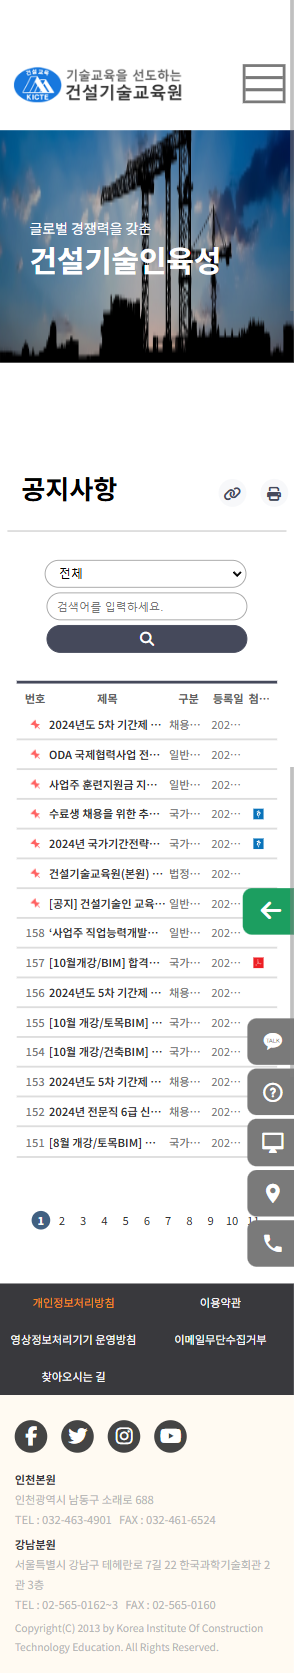 건설교육
KICTE
기술교육을 선도하는
건설기술교육원
글로벌 경쟁력을 갖춘
건설기술인육성
공지사항
전체
검색어를 입력하세요.
번호 제목 구분 등록일 첨…
2024년도 5차 기간제 … 채용… 202…
ODA 국제협력사업 전… 일반… 202…
사업주 훈련지원금 지… 일반… 202…
수료생 채용을 위한 추… 국가… 202…
2024년 국가기간전략… 국가… 202…
건설기술교육원(본원) … 법정… 202…
[공지] 건설기술인 교육… 일반… 202…
158 ‘사업주 직업능력개발… 일반… 202…
157 [10월개강/BIM] 합격… 국가… 202…
156 2024년도 5차 기간제 … 채용… 202…
155 [10월 개강/토목BIM] … 국가… 202…
154 [10월 개강/건축BIM] … 국가… 202…
153 2024년도 5차 기간제 … 채용… 202…
152 2024년 전문직 6급 신… 채용… 202…
151 [8월 개강/토목BIM] … 국가… 202…
TALK
1 2 3 4 5 6 7 8 9 10 11
개인정보처리방침 이용약관
영상정보처리기기 운영방침 이메일무단수집거부
찾아오시는 길
인천본원
인천광역시 남동구 소래로 688
TEL : 032-463-4901 FAX : 032-461-6524
강남분원
서울특별시 강남구 테헤란로 7길 22 한국과학기술회관 2
관 3층
TEL : 02-565-0162~3 FAX : 02-565-0160
Copyright(C) 2013 by Korea Institute Of Construction
Technology Education. All Rights Reserved.